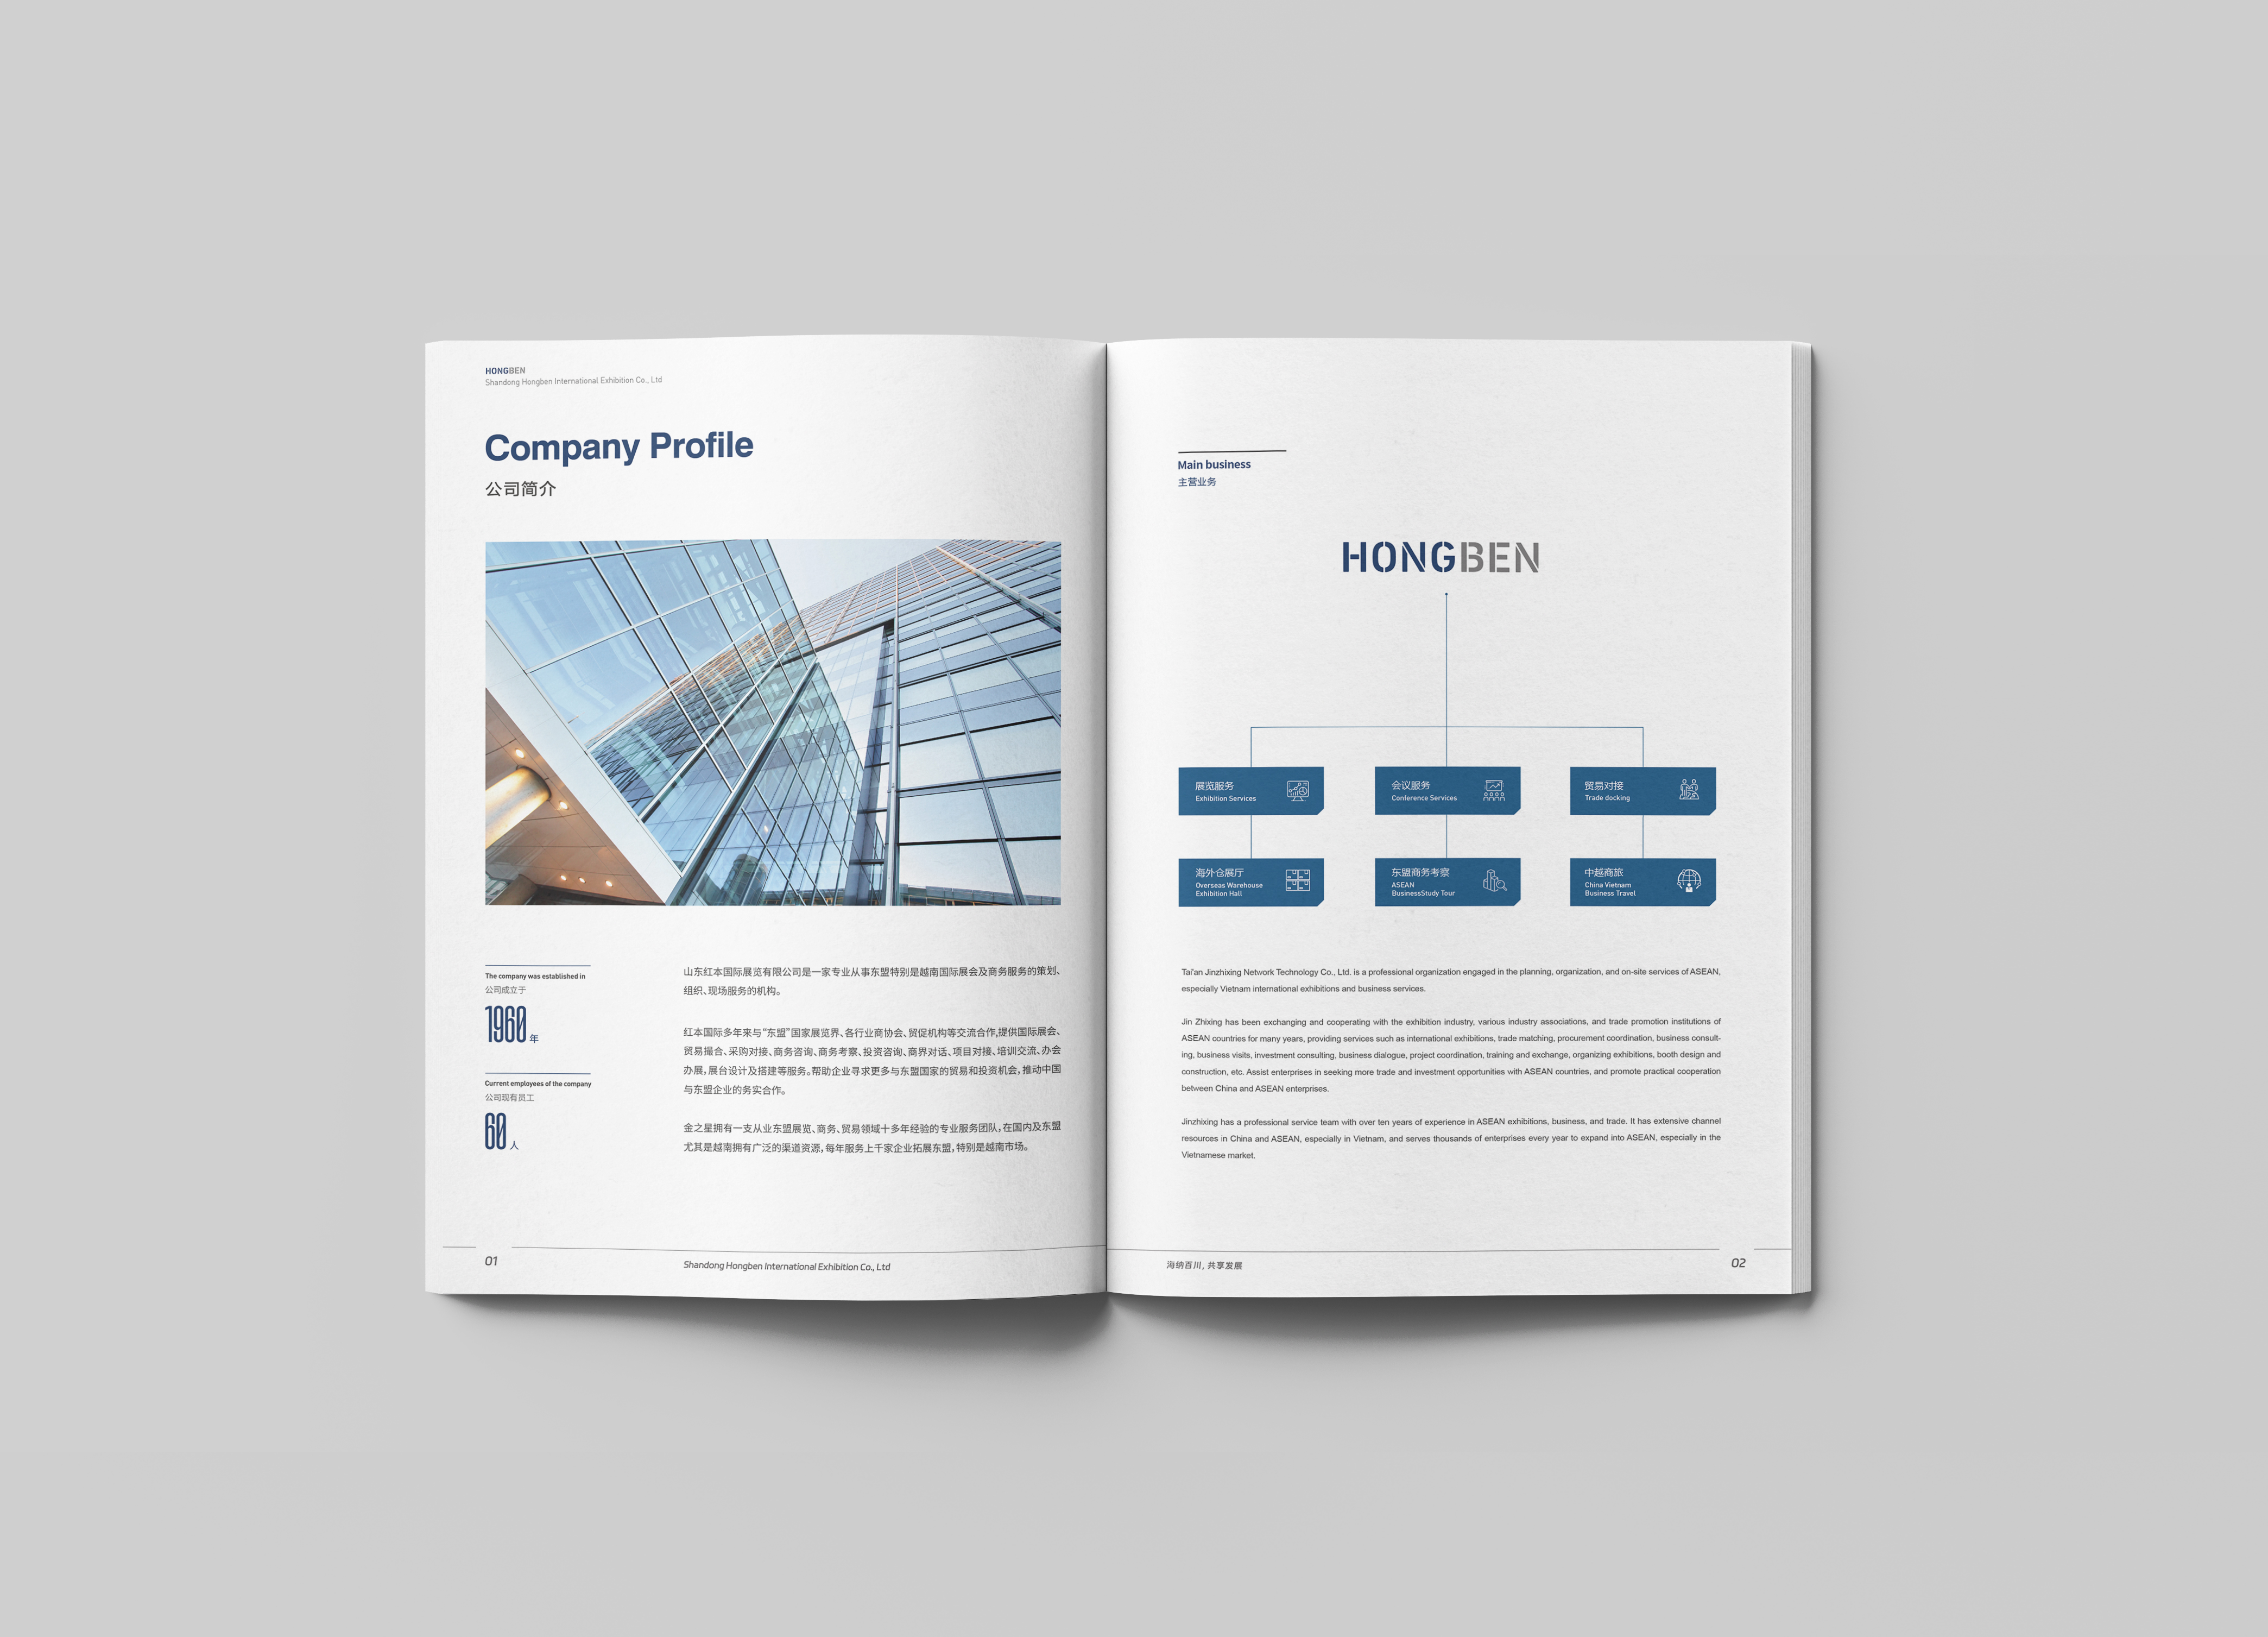 HONGBEN
Shandong Hongben International Exhibition Co., Ltd
Company Profile
公司简介
The company was established in
公司成立于
1960 年
Current employees of the company
公司现有员工
60 人
山东红本国际展览有限公司是一家专业从事东盟特别是越南国际展会及商务服务的策划、
组织、现场服务的机构。
红本国际多年来与“东盟”国家展览界、各行业商协会、贸促机构等交流合作,提供国际展会、
贸易撮合、采购对接、商务咨询、商务考察、投资咨询、商界对话、项目对接、培训交流、办会
办展，展台设计及搭建等服务。帮助企业寻求更多与东盟国家的贸易和投资机会，推动中国
与东盟企业的务实合作。
金之星拥有一支从业东盟展览、商务、贸易领域十多年经验的专业服务团队，在国内及东盟
尤其是越南拥有广泛的渠道资源，每年服务上千家企业拓展东盟，特别是越南市场。
01
Shandong Hongben International Exhibition Co., Ltd
Main business
主营业务
HONGBEN
展览服务
Exhibition Services
会议服务
Conference Services
贸易对接
Trade docking
海外仓展厅
Overseas Warehouse
Exhibition Hall
东盟商务考察
ASEAN
BusinessStudy Tour
中越商旅
China Vietnam
Business Travel
Tai'an Jinzhixing Network Technology Co., Ltd. is a professional organization engaged in the planning, organization, and on-site services of ASEAN,
especially Vietnam international exhibitions and business services.
Jin Zhixing has been exchanging and cooperating with the exhibition industry, various industry associations, and trade promotion institutions of
ASEAN countries for many years, providing services such as international exhibitions, trade matching, procurement coordination, business consult-
ing, business visits, investment consulting, business dialogue, project coordination, training and exchange, organizing exhibitions, booth design and
construction, etc. Assist enterprises in seeking more trade and investment opportunities with ASEAN countries, and promote practical cooperation
between China and ASEAN enterprises.
Jinzhixing has a professional service team with over ten years of experience in ASEAN exhibitions, business, and trade. It has extensive channel
resources in China and ASEAN, especially in Vietnam, and serves thousands of enterprises every year to expand into ASEAN, especially in the
Vietnamese market.
海纳百川, 共享发展
02